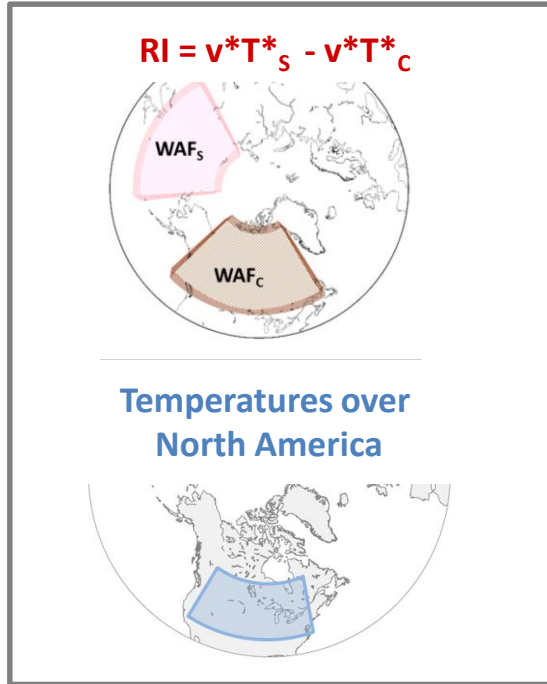 RI = v*T*S - v*T*C
WAFS
WAFC
Temperatures over
North America